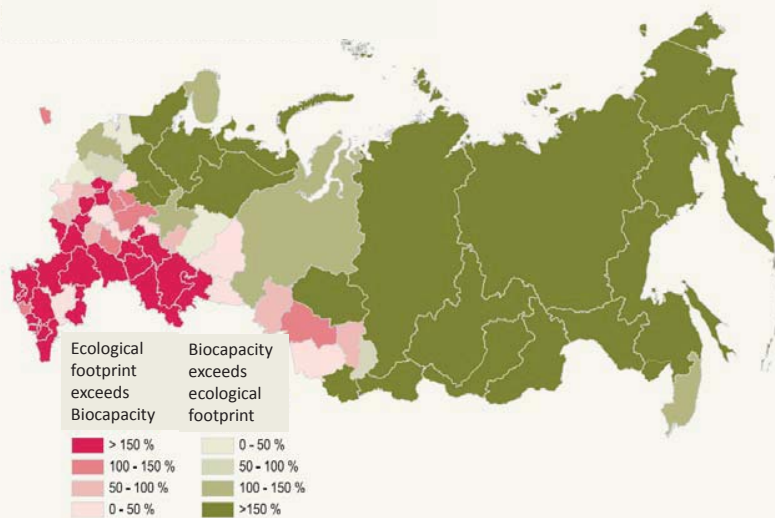 Ecological
footprint
exceeds
Biocapacity
> 150 %
100 - 150 %
50 - 100 %
0 - 50 %
Biocapacity
exceeds
ecological
footprint
0 - 50 %
50 - 100 %
100 - 150 %
>150 %